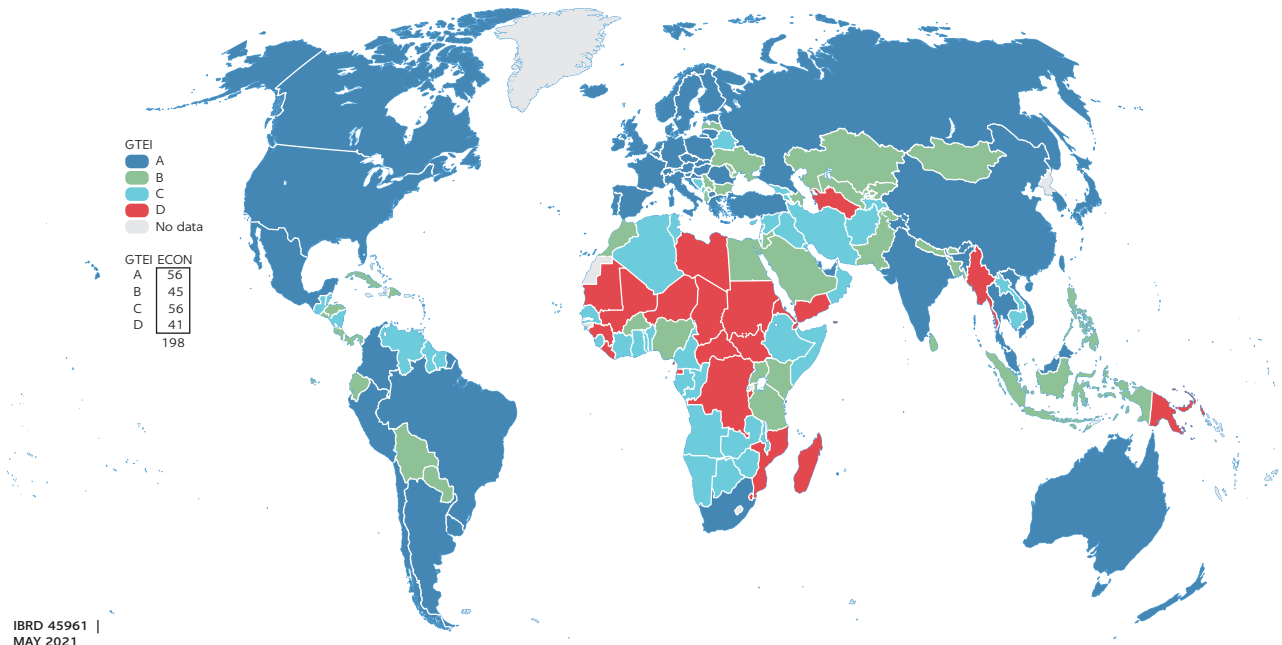 GTEI
A
B
C
D
No data
GTEI ECON
A 56
B 45
C 56
D 41
198
IBRD 45961 |
MAY 2021